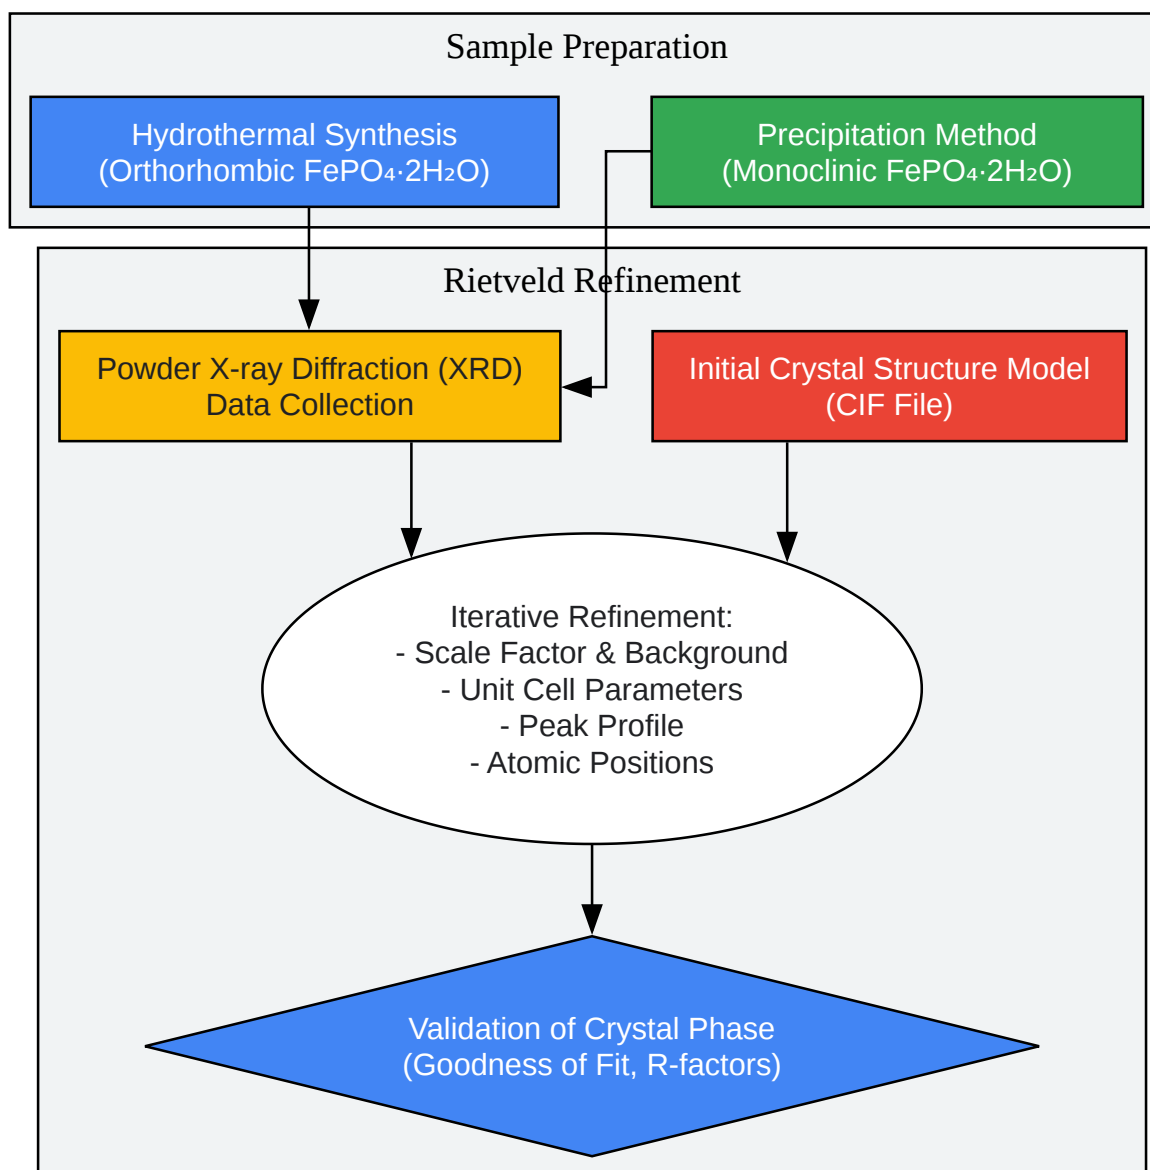 Sample Preparation
Hydrothermal Synthesis
(Orthorhombic FePO₄·2H₂O)
Precipitation Method
(Monoclinic FePO₄·2H₂O)
Rietveld Refinement
Powder X-ray Diffraction (XRD)
Data Collection
Initial Crystal Structure Model
(CIF File)
Iterative Refinement:
- Scale Factor & Background
- Unit Cell Parameters
- Peak Profile
- Atomic Positions
Validation of Crystal Phase
(Goodness of Fit, R-factors)